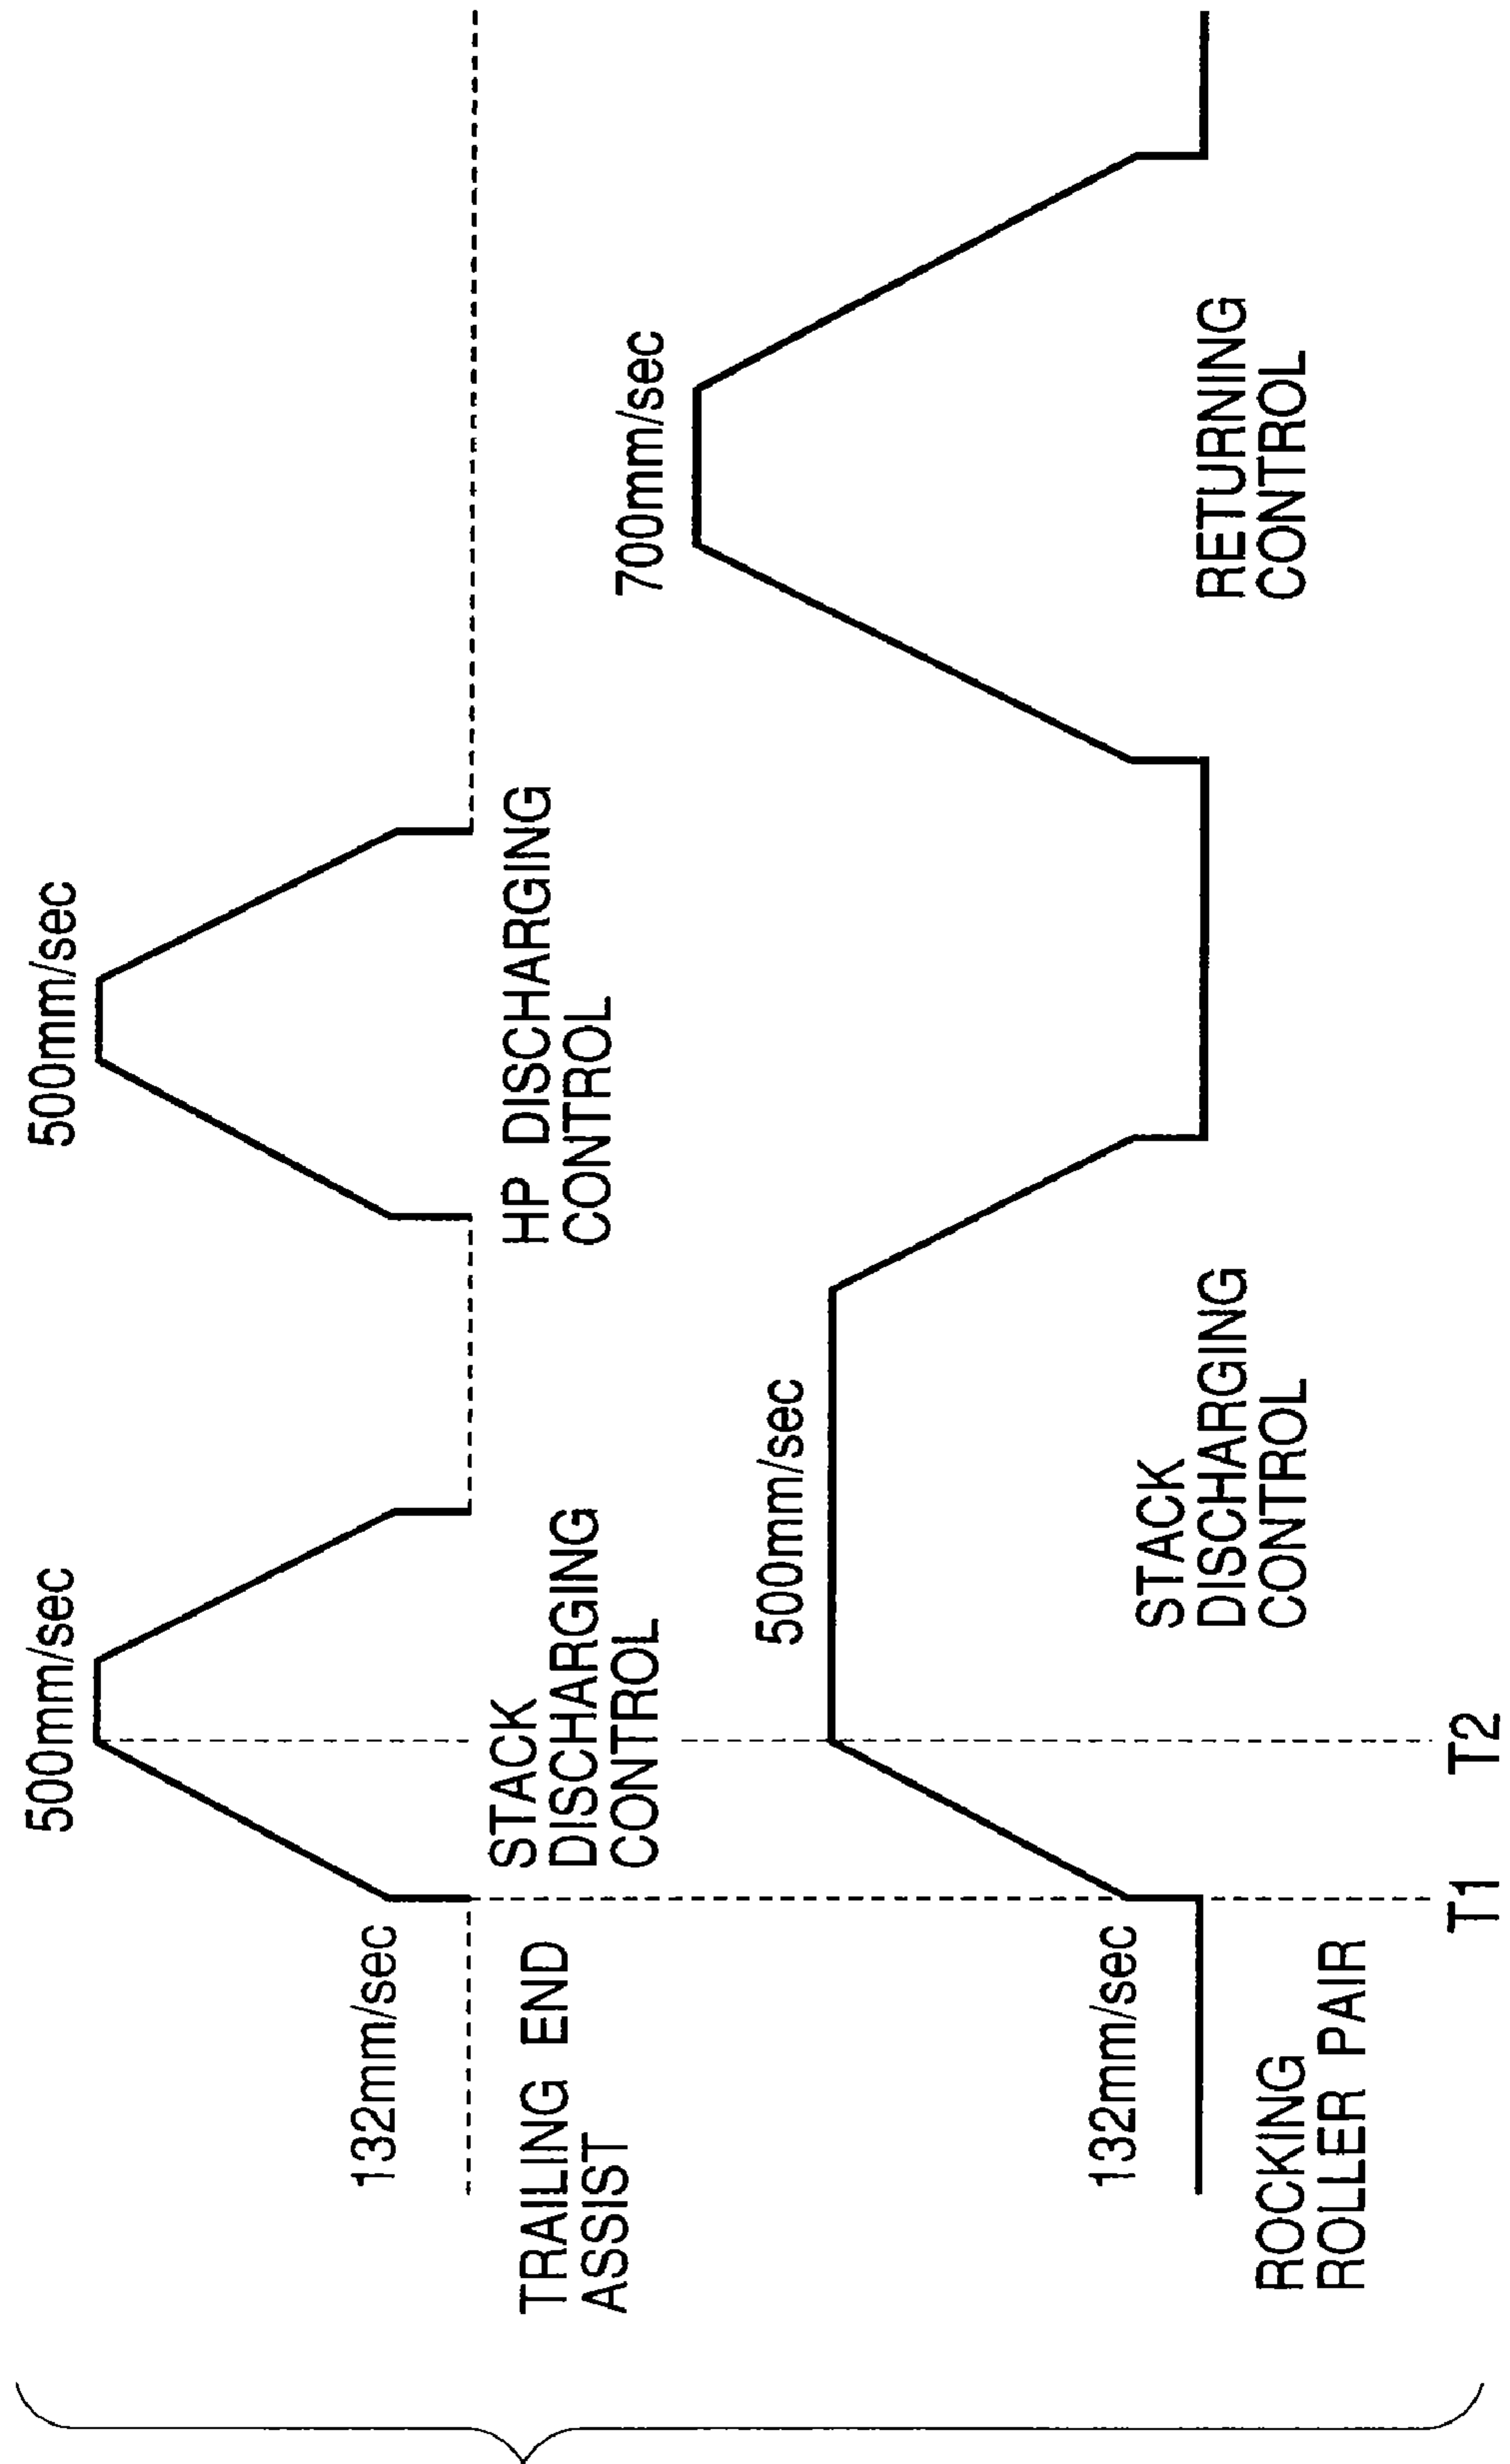 500mm/sec
500mm/sec
132mm/sec
TRAILING END
ASSIST
STACK
DISCHARGING
CONTROL
HP DISCHARGING
CONTROL
700mm/sec
500mm/sec
132mm/sec
ROCKING
ROLLER PAIR
STACK
DISCHARGING
CONTROL
RETURNING
CONTROL
T1
T2